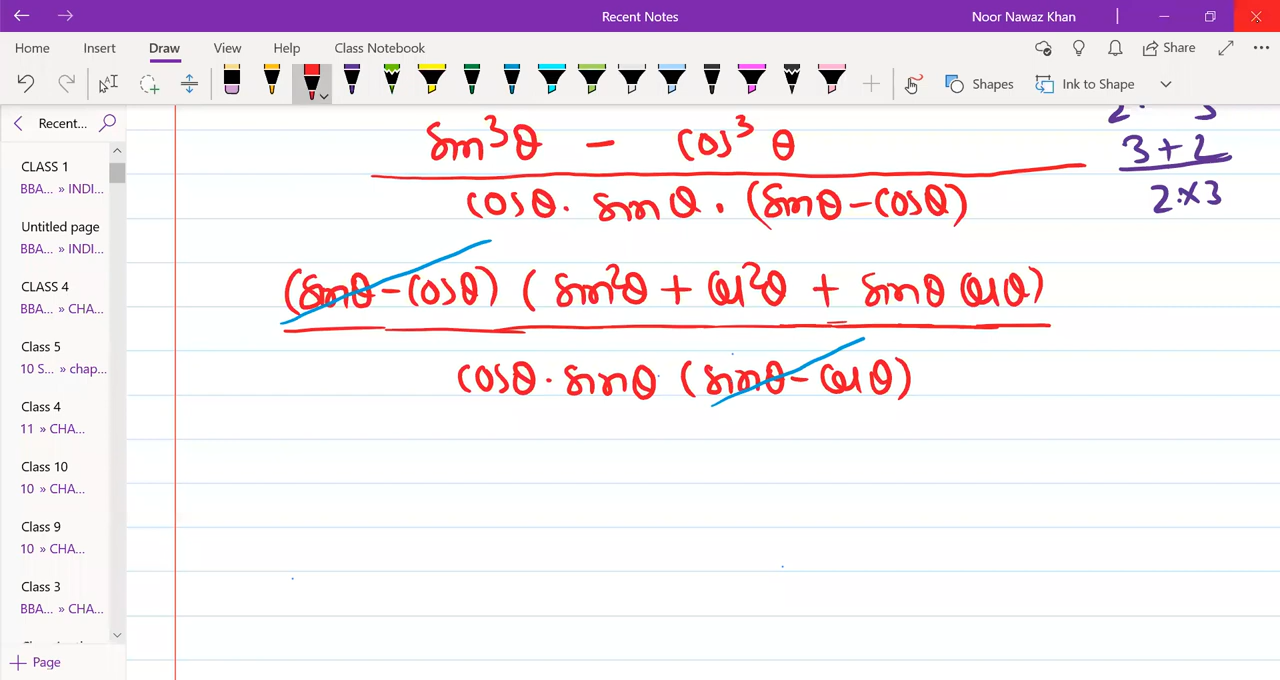 Recent Notes
Noor Nawaz Khan
Home Insert Draw View Help Class Notebook
Share
Shapes
Ink to Shape
Recent...
CLASS 1
BBA... » INDI...
Untitled page
BBA... » INDI...
CLASS 4
BBA... » CHA...
Class 5
10 S... » chap...
Class 4
11 » CHA...
Class 10
10 » CHA...
Class 9
10 » CHA...
Class 3
BBA... » CHA...
Page
sin³θ - cos³θ
cosθ · sinθ · (sinθ - cosθ)
3 + 2
2 × 3
(sinθ - cosθ) (sin²θ + cos²θ + sinθ cosθ)
cosθ · sinθ (sinθ - cosθ)